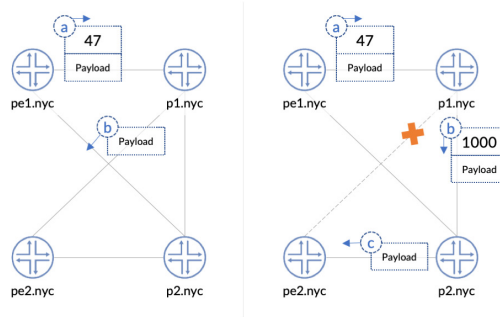 a
47
Payload
pe1.nyc
p1.nyc
b
Payload
pe2.nyc
p2.nyc
a
47
Payload
pe1.nyc
p1.nyc
b
1000
Payload
c
Payload
pe2.nyc
p2.nyc